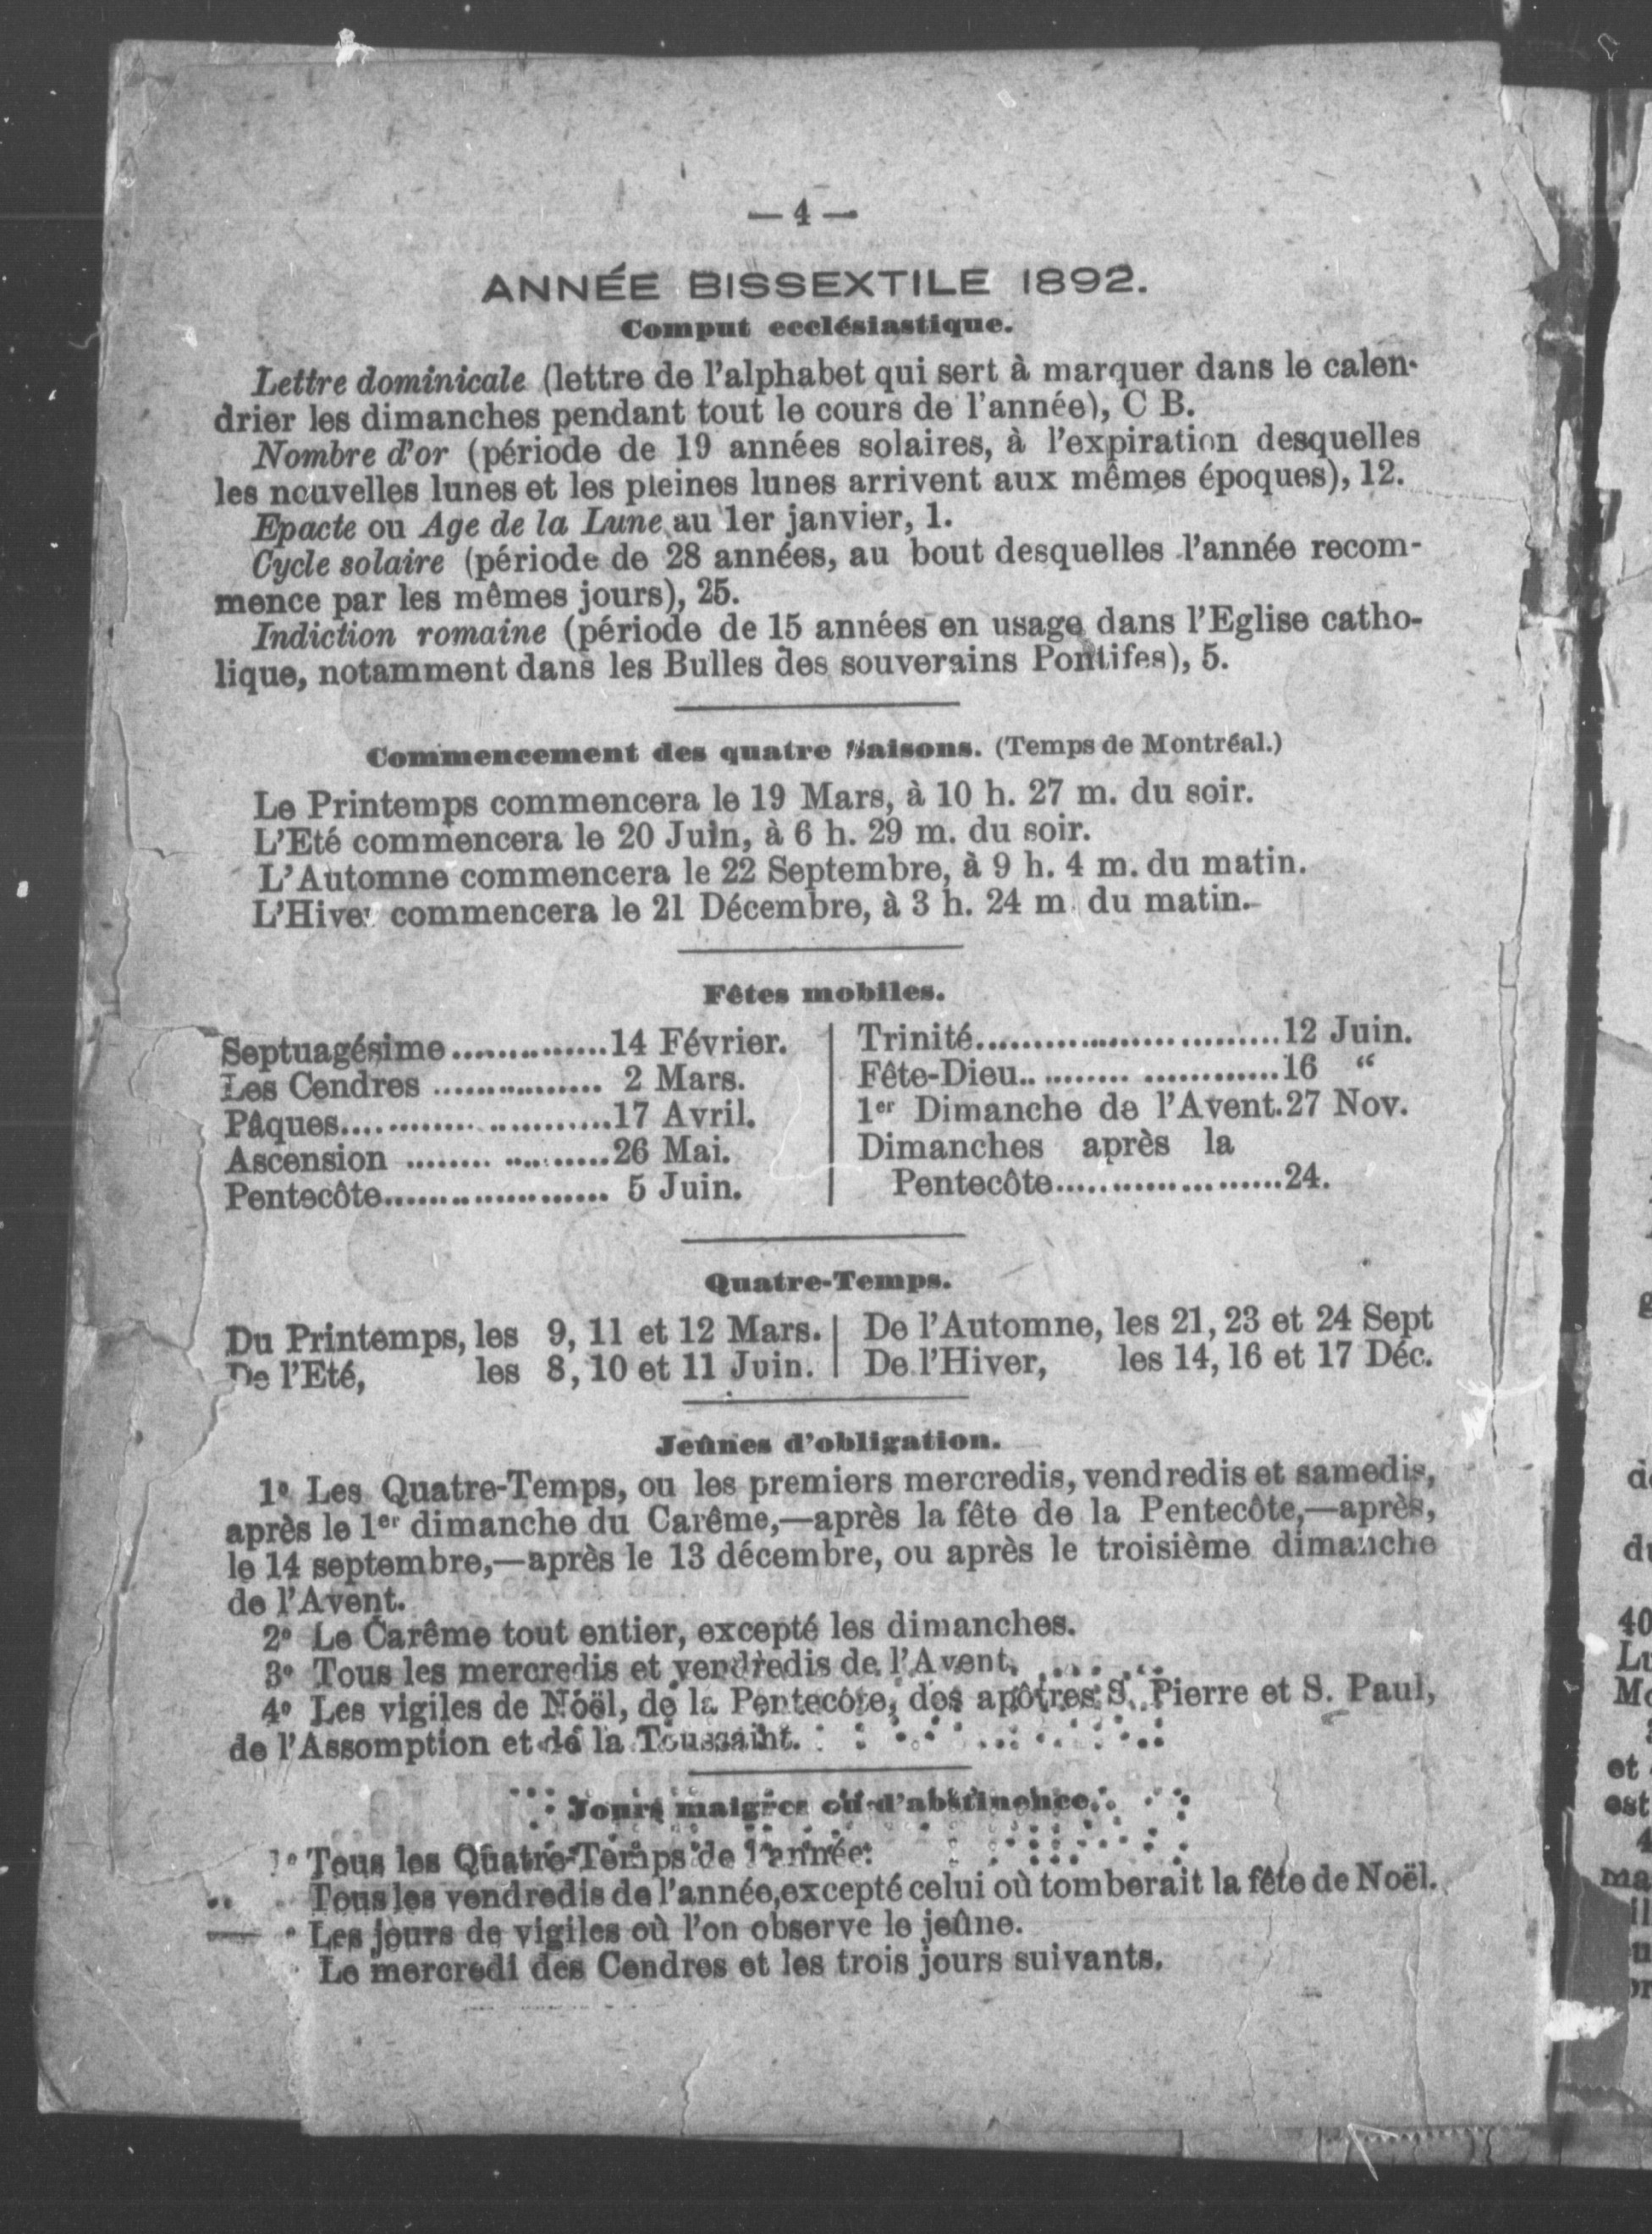 — 4 —
ANNÉE BISSEXTILE 1892.
Comput ecclésiastique.
Lettre dominicale (lettre de l'alphabet qui sert à marquer dans le calen-
drier les dimanches pendant tout le cours de l'année), C B.
Nombre d'or (période de 19 années solaires, à l'expiration desquelles
les nouvelles lunes et les pleines lunes arrivent aux mêmes époques), 12.
Epacte ou Age de la Lune au 1er janvier, 1.
Cycle solaire (période de 28 années, au bout desquelles l'année recom-
mence par les mêmes jours), 25.
Indiction romaine (période de 15 années en usage dans l'Eglise catho-
lique, notamment dans les Bulles des souverains Pontifes), 5.
Commencement des quatre Saisons. (Temps de Montréal.)
Le Printemps commencera le 19 Mars, à 10 h. 27 m. du soir.
L'Eté commencera le 20 Juin, à 6 h. 29 m. du soir.
L'Automne commencera le 22 Septembre, à 9 h. 4 m. du matin.
L'Hiver commencera le 21 Décembre, à 3 h. 24 m. du matin.
Fêtes mobiles.
Septuagésime..............14 Février.
Les Cendres ............... 2 Mars.
Pâques........................17 Avril.
Ascension ..................26 Mai.
Pentecôte.................... 5 Juin.
Trinité...........................12 Juin.
Fête-Dieu.......................16 “
1er Dimanche de l'Avent.27 Nov.
Dimanches après la
Pentecôte....................24.
Quatre-Temps.
Du Printemps, les 9, 11 et 12 Mars.
De l'Eté, les 8, 10 et 11 Juin.
De l'Automne, les 21, 23 et 24 Sept
De l'Hiver, les 14, 16 et 17 Déc.
Jeûnes d'obligation.
1º Les Quatre-Temps, ou les premiers mercredis, vendredis et samedis,
après le 1er dimanche du Carême,—après la fête de la Pentecôte,—après,
le 14 septembre,—après le 13 décembre, ou après le troisième dimanche
de l'Avent.
2º Le Carême tout entier, excepté les dimanches.
3º Tous les mercredis et vendredis de l'Avent.
4º Les vigiles de Noël, de la Pentecôte, des apôtres S. Pierre et S. Paul,
de l'Assomption et de la Toussaint.
Jours maigres ou d'abstinence.
1º Tous les Quatre-Temps de l'année.
Tous les vendredis de l'année, excepté celui où tomberait la fête de Noël.
Les jours de vigiles où l'on observe le jeûne.
Le mercredi des Cendres et les trois jours suivants.